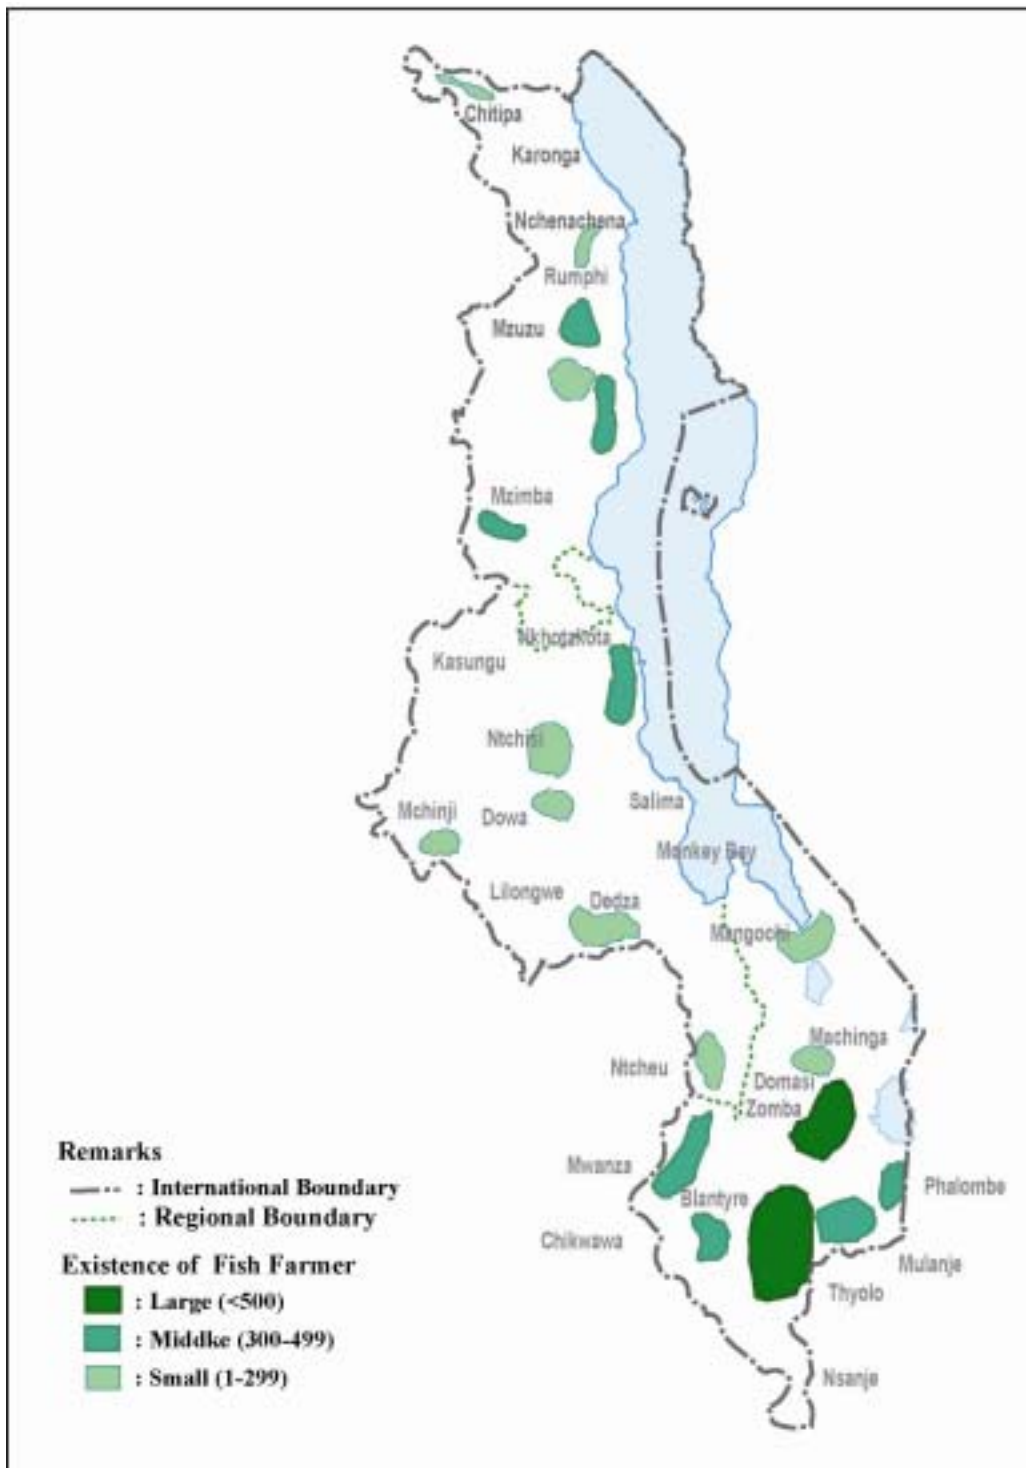 Chitipa
Karonga
Nchenachena
Rumphi
Mzuzu
Mzimba
Nkhotakota
Kasungu
Ntchisi
Salima
Mchinji
Dowa
Monkey Bay
Lilongwe
Dedza
Mangochi
Machinga
Ntcheu
Domasi
Zomba
Mwanza
Phalombe
Blantyre
Chikwawa
Mulanje
Thyolo
Nsanje
Remarks
: International Boundary
: Regional Boundary
Existence of Fish Farmer
: Large (<500)
: Middke (300-499)
: Small (1-299)